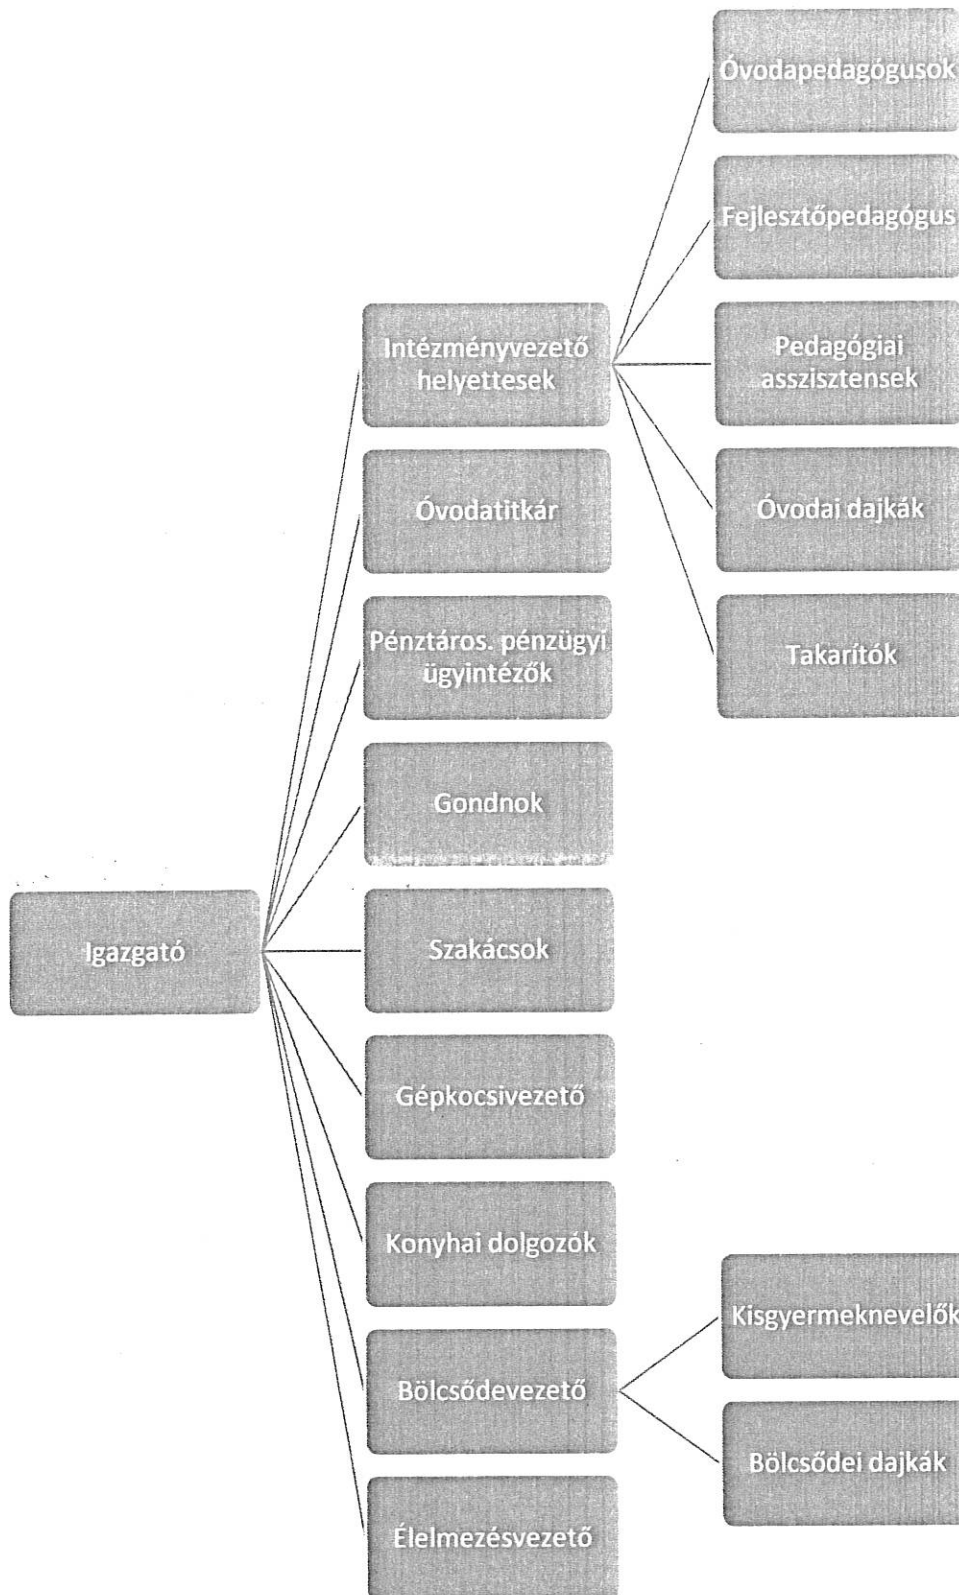 Óvodapedagógusok
Fejlesztőpedagógus
Intézményvezető
helyettesek
Pedagógiai
asszisztensek
Óvodatitkár
Óvodai dajkák
Pénztáros. pénzügyi
ügyintézők
Takarítók
Gondnok
Igazgató
Szakácsok
Gépkocsivezető
Konyhai dolgozók
Kisgyermeknevelők
Bölcsődevezető
Bölcsődei dajkák
Élelmezésvezető